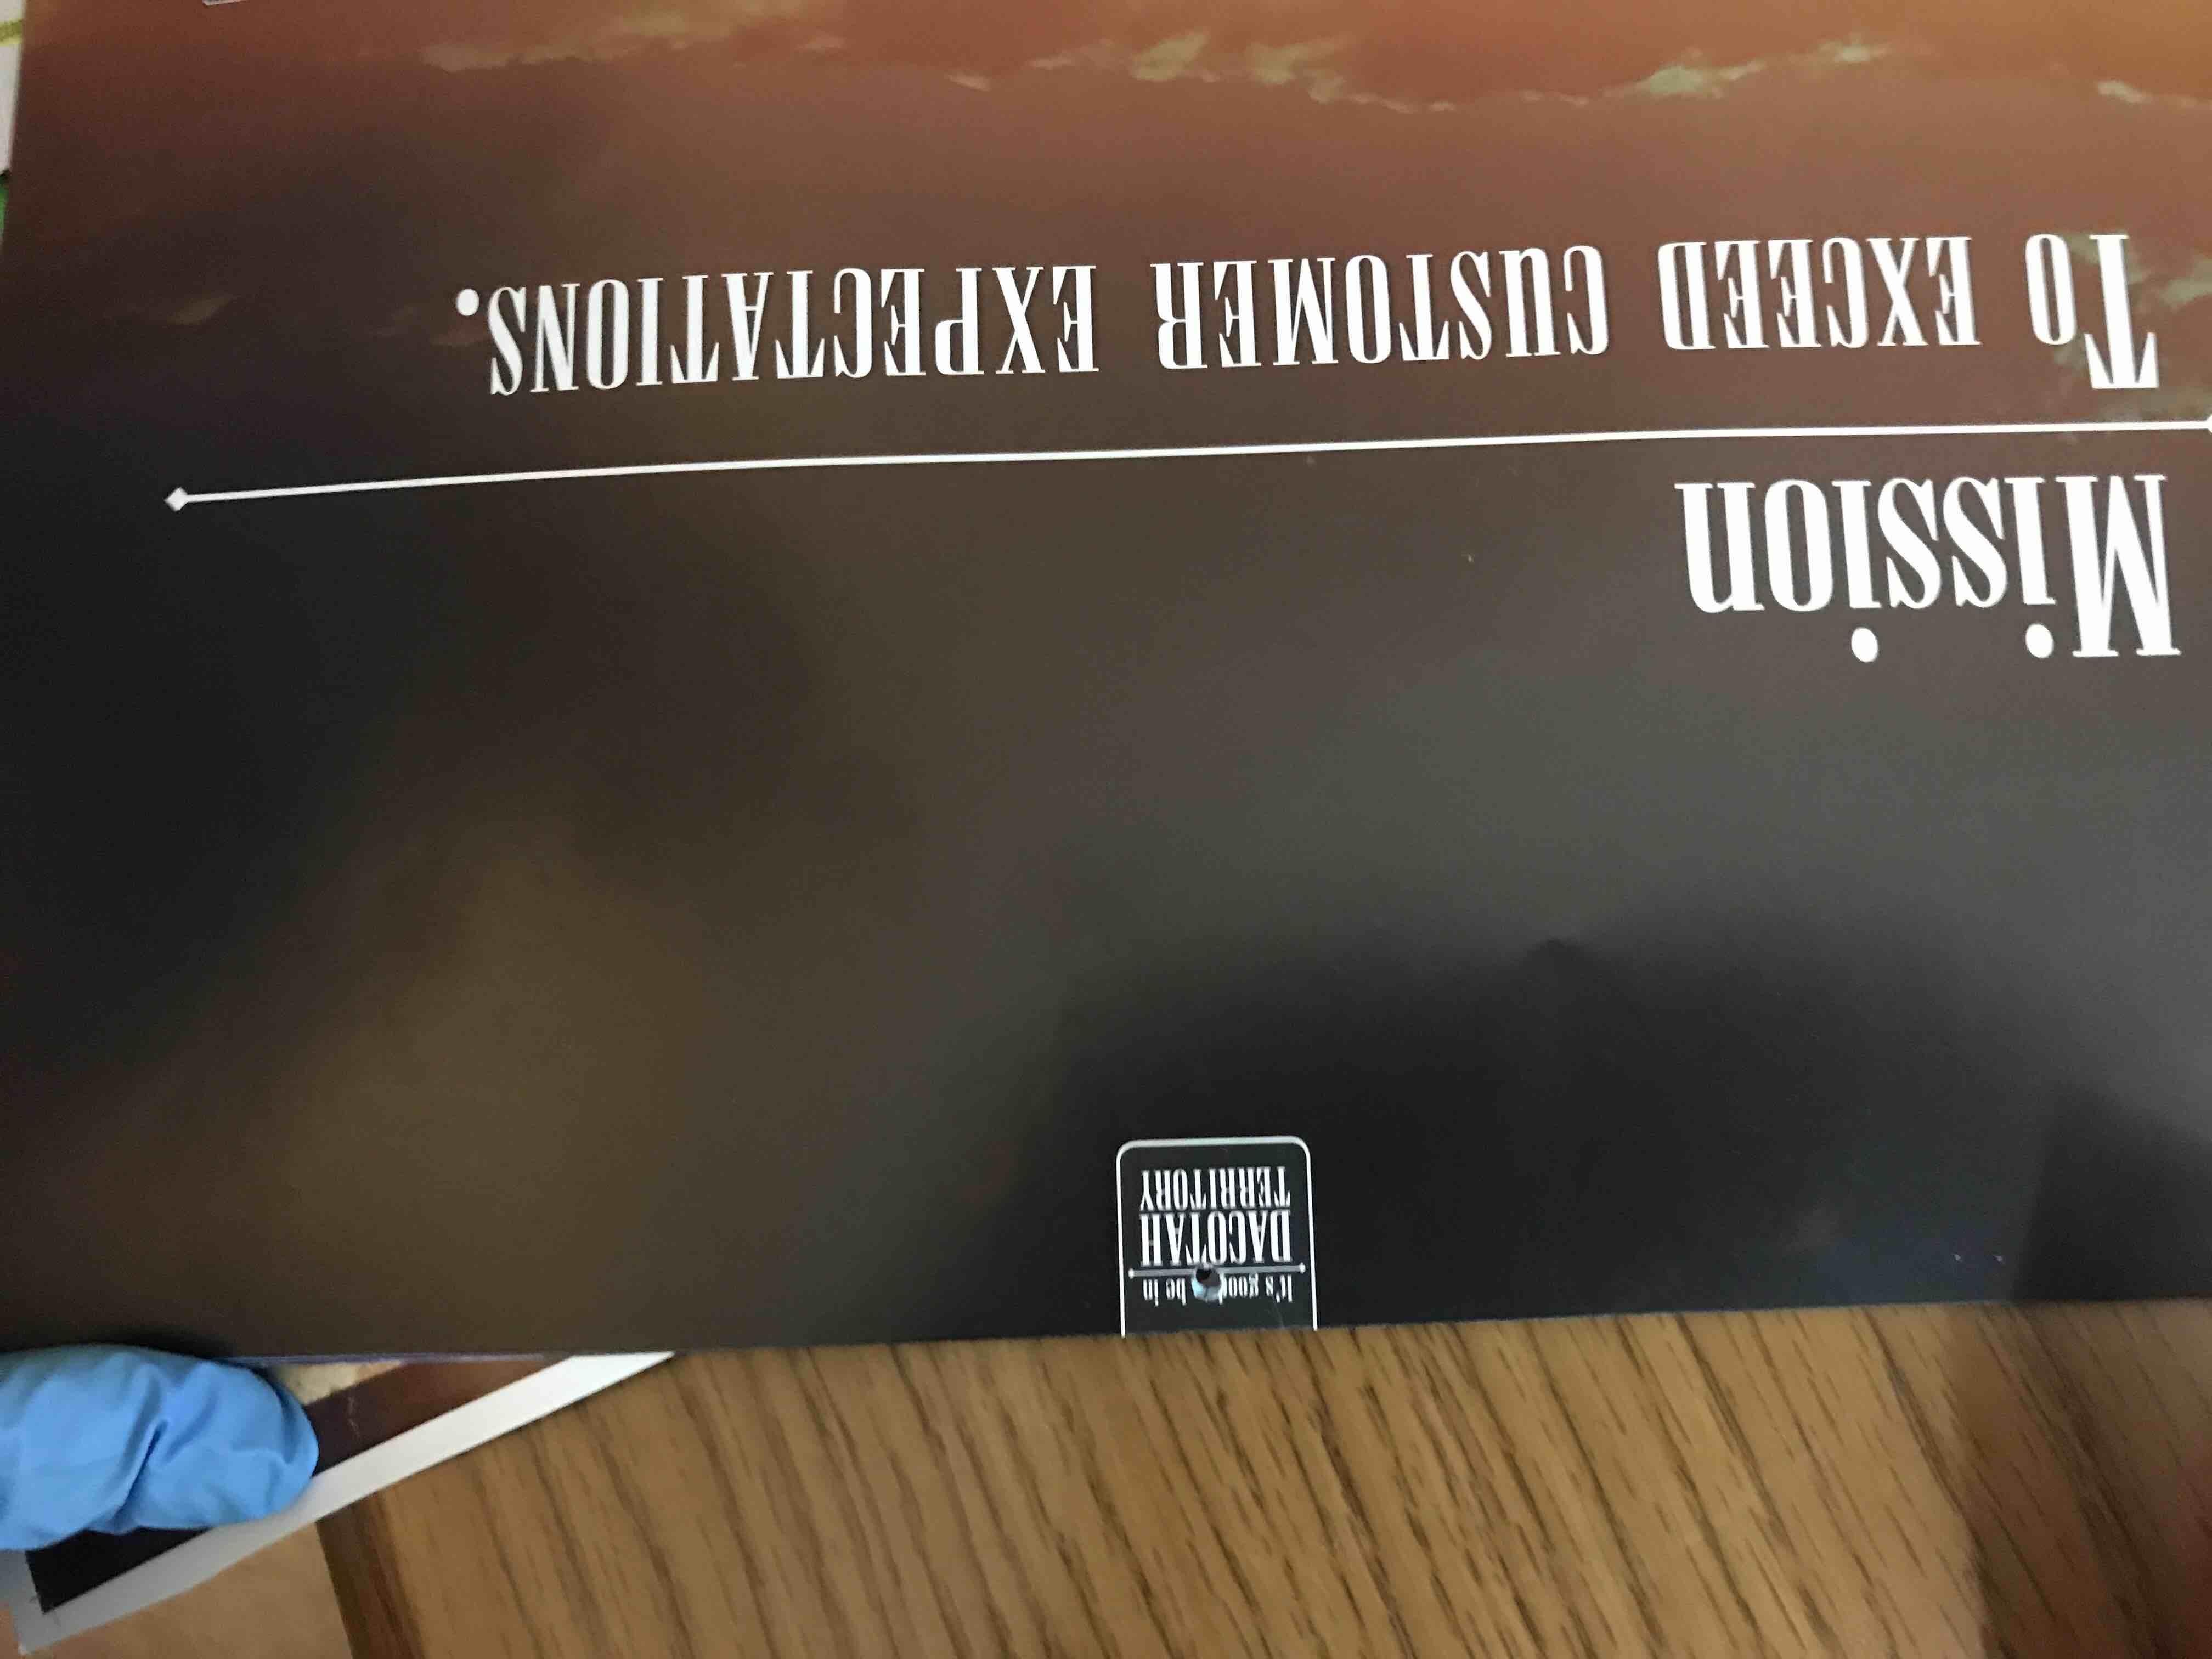 it's good to be in
DACOTAH
TERRITORY
Mission
TO EXCEED CUSTOMER EXPECTATIONS.